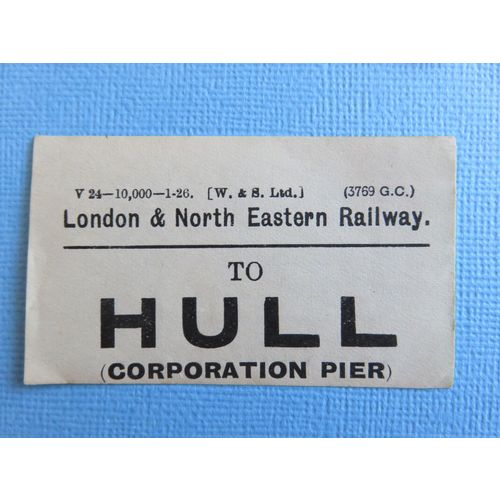 V 24—10,000—1-26. [W. & S. Ltd.] (3769 G.C.)
London & North Eastern Railway.
TO
HULL
(CORPORATION PIER)